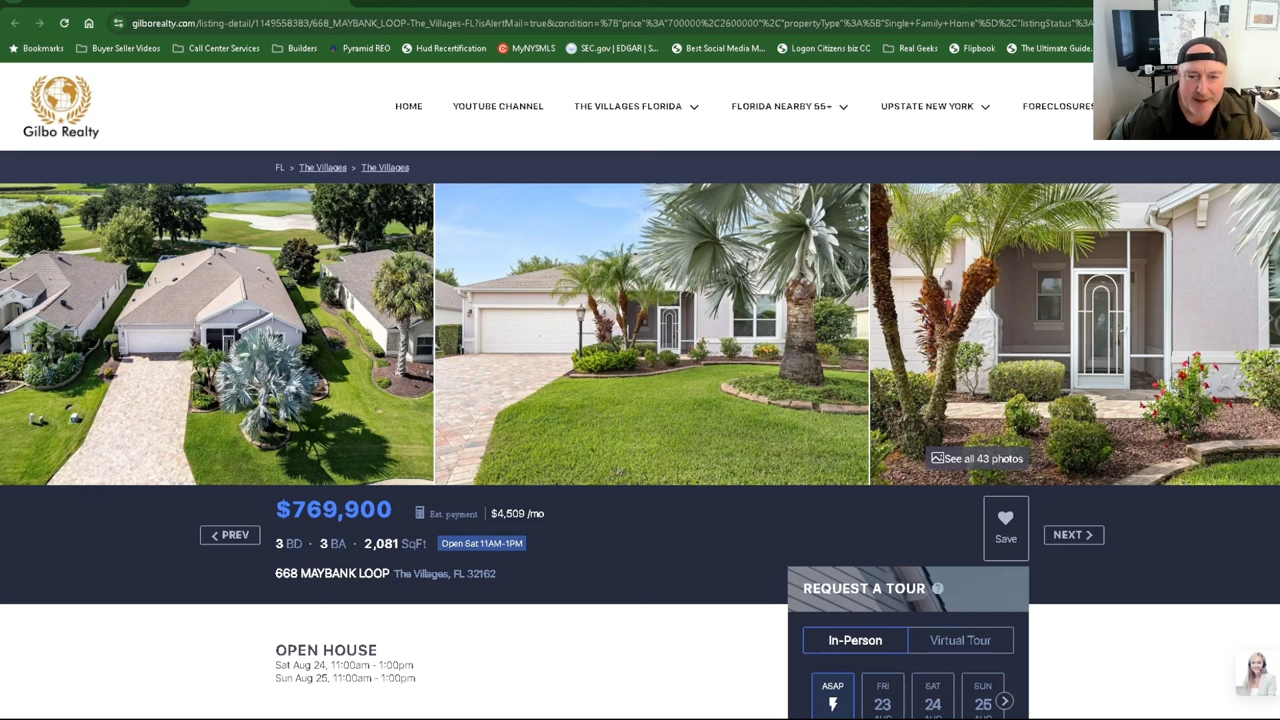 gilborealty.com/listing-detail/1149558383/668_MAYBANK_LOOP-The_Villages-FL?isAlertMail=true&condition=%7B"price"%3A"700000%2C2600000"%2C"propertyType"%3A%5B"Single+Family+Home"%5D%2C"listingStatus"%3A
Bookmarks Buyer Seller Videos Call Center Services Builders Pyramid REO Hud Recertification MyNYSMLS SEC.gov | EDGAR | S... Best Social Media M... Logon Citizens biz CC Real Geeks Flipbook The Ultimate Guide.
Gilbo Realty
HOME YOUTUBE CHANNEL THE VILLAGES FLORIDA FLORIDA NEARBY 55+ UPSTATE NEW YORK FORECLOSURES
FL > The Villages > The Villages
See all 43 photos
$769,900 Est. payment | $4,509 /mo
< PREV
3 BD · 3 BA · 2,081 SqFt Open Sat 11AM-1PM
Save
NEXT >
668 MAYBANK LOOP The Villages, FL 32162
REQUEST A TOUR ?
In-Person Virtual Tour
OPEN HOUSE
Sat Aug 24, 11:00am - 1:00pm
Sun Aug 25, 11:00am - 1:00pm
ASAP FRI SAT SUN
23 24 25